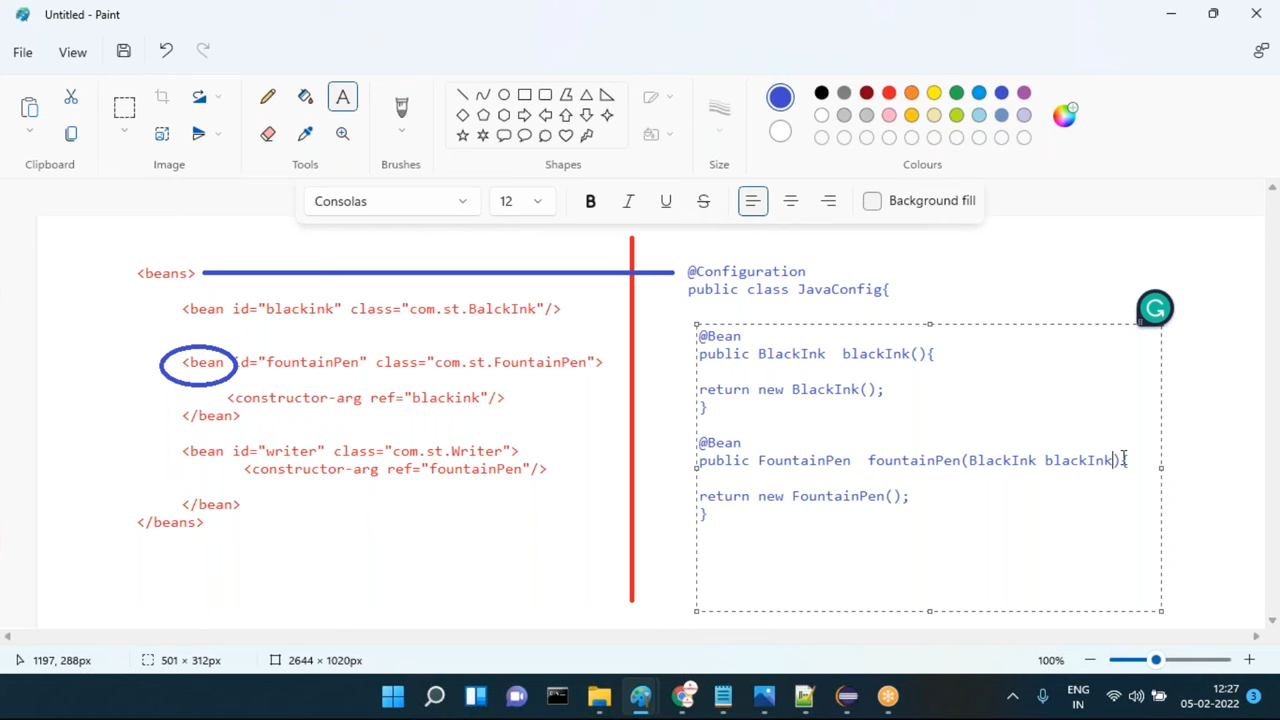 Untitled - Paint
File
View
Clipboard
Image
Tools
Brushes
Shapes
Size
Colours
Consolas
12
B
I
U
S
Background fill
<beans>
<bean id="blackink" class="com.st.BalckInk"/>
<bean id="fountainPen" class="com.st.FountainPen">
<constructor-arg ref="blackink"/>
</bean>
<bean id="writer" class="com.st.Writer">
<constructor-arg ref="fountainPen"/>
</bean>
</beans>
@Configuration
public class JavaConfig{
@Bean
public BlackInk  blackInk(){
return new BlackInk();
}
@Bean
public FountainPen  fountainPen(BlackInk blackInk){
return new FountainPen();
}
1197, 288px
501 × 312px
2644 × 1020px
100%
ENG
IN
12:27
05-02-2022
3